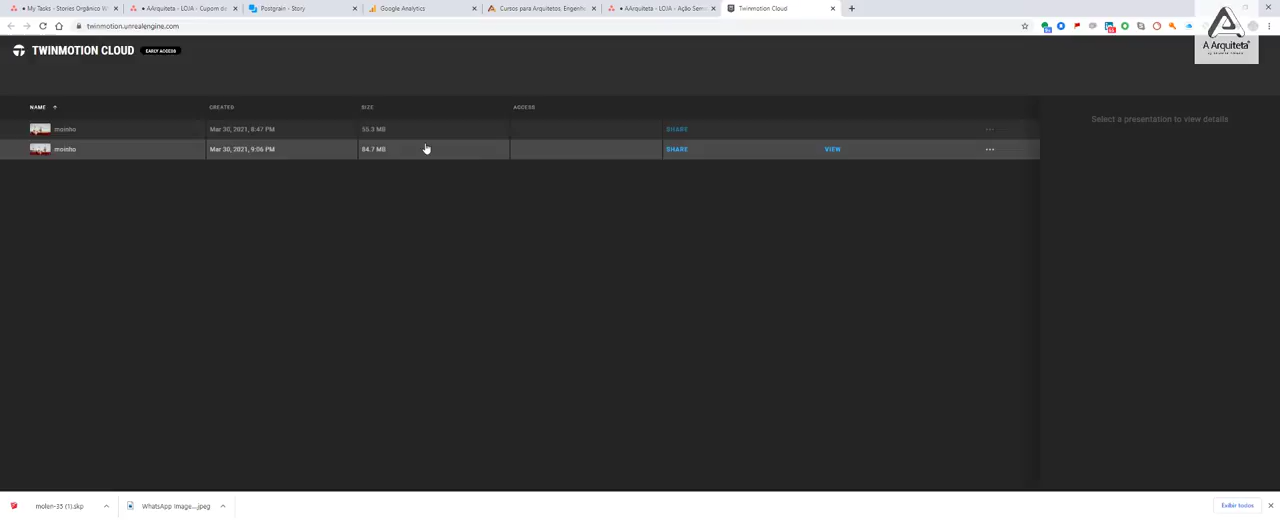 • My Tasks - Stories Orgânico W
• AArquiteta - LOJA - Cupom de
Postgrain - Story
Google Analytics
Cursos para Arquitetos, Engenhe
• AArquiteta - LOJA - Ação Sem
Twinmotion Cloud
twinmotion.unrealengine.com
A Arquiteta
TWINMOTION CLOUD
EARLY ACCESS
NAME CREATED SIZE ACCESS
Select a presentation to view details
moinho Mar 30, 2021, 8:47 PM 55.3 MB SHARE ...
moinho Mar 30, 2021, 9:06 PM 84.7 MB SHARE VIEW ...
molen-35 (1).skp
WhatsApp Image....jpeg
Exibir todos